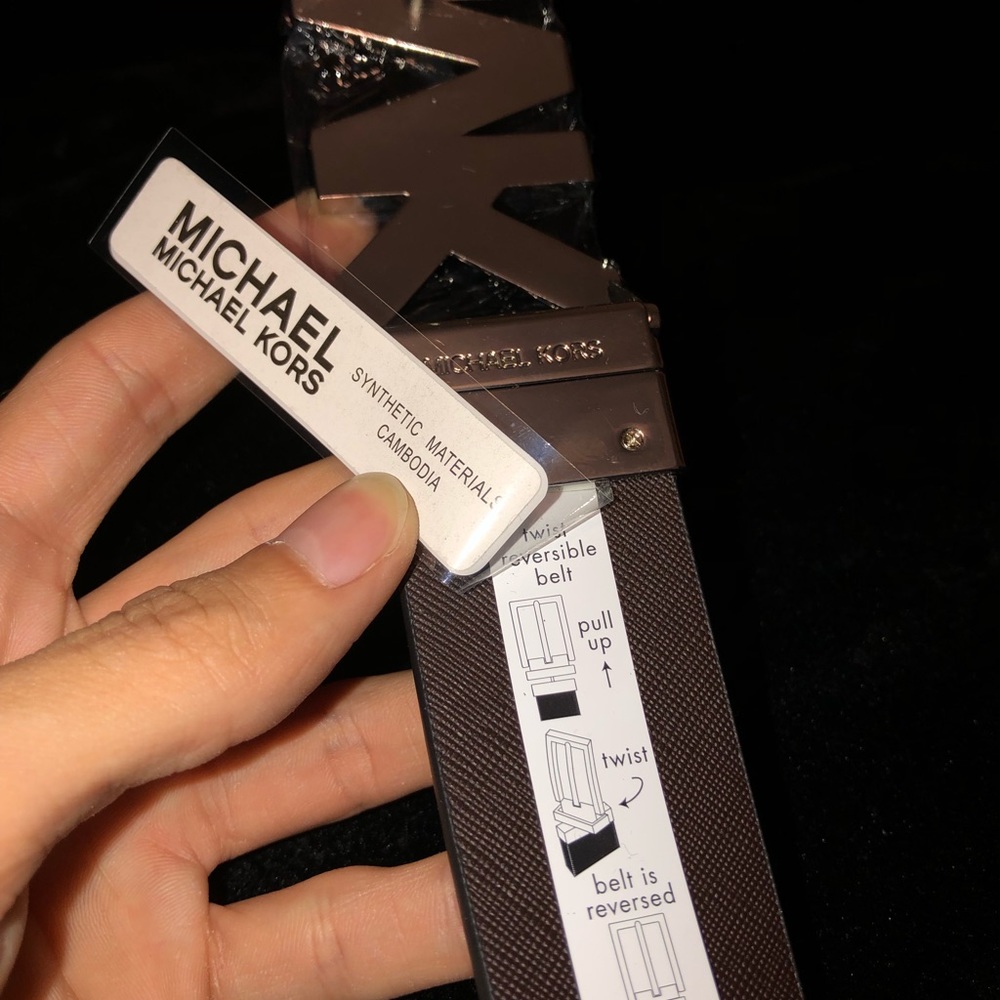 MICHAEL
MICHAEL KORS
SYNTHETIC MATERIALS
CAMBODIA
MICHAEL KORS
twist
reversible
belt
pull
up
twist
belt is
reversed